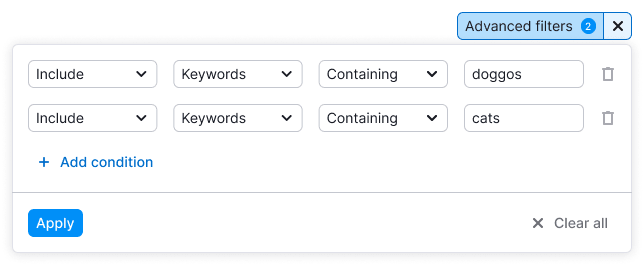 Advanced filters 2
Include Keywords Containing doggos
Include Keywords Containing cats
+ Add condition
Apply Clear all